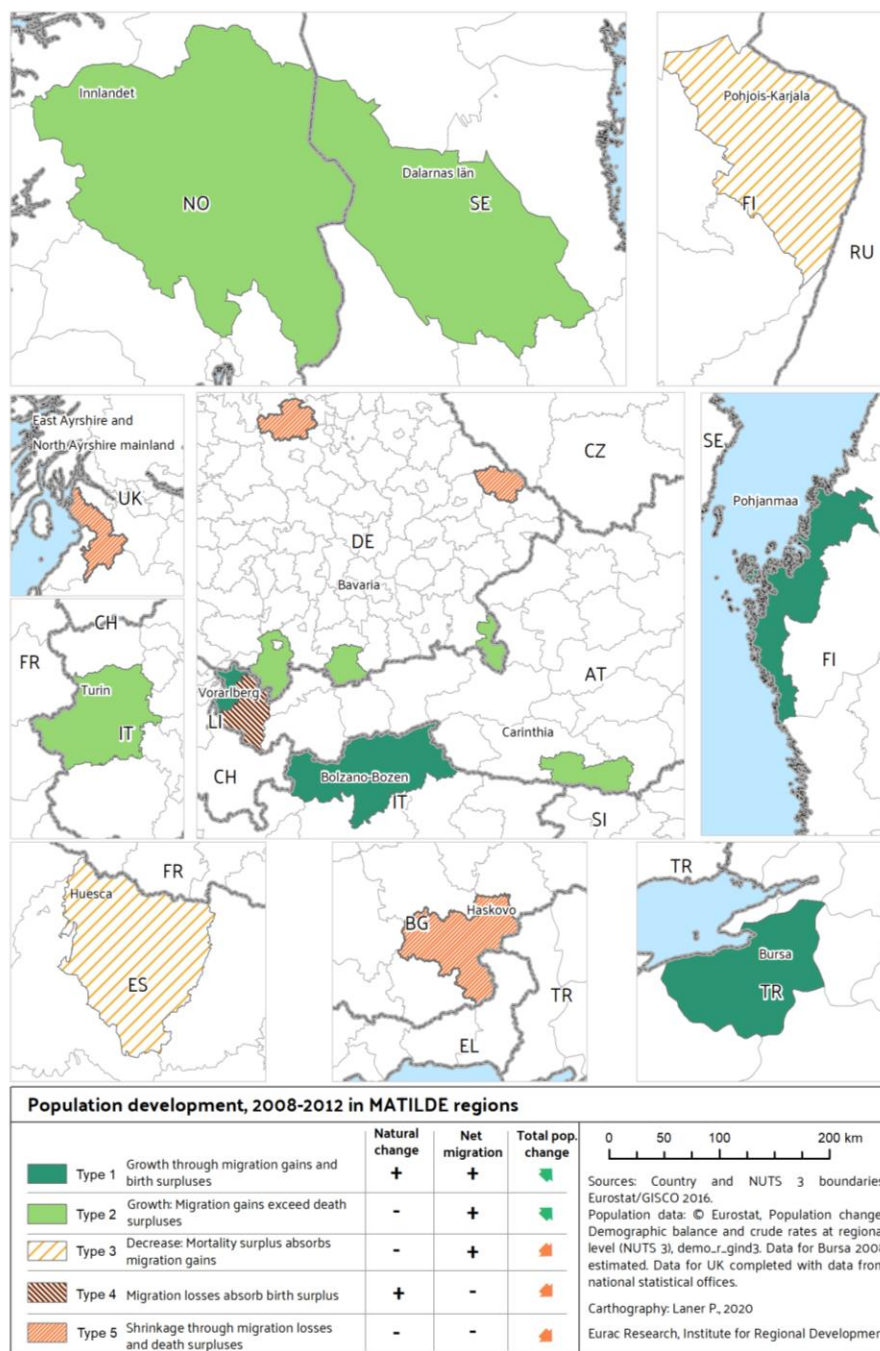 Innlandet
NO
Dalarnas län
SE
Pohjois-Karjala
FI
RU
East Ayrshire and
North Ayrshire mainland
UK
CZ
DE
Bavaria
AT
Vorarlberg
LI
Carinthia
CH
Bolzano-Bozen
IT
SI
SE
Pohjanmaa
FI
CH
FR
Turin
IT
FR
Huesca
ES
BG
Haskovo
TR
EL
TR
Bursa
TR
Population development, 2008-2012 in MATILDE regions
Natural change
Net migration
Total pop. change
Type 1 Growth through migration gains and birth surpluses + +
Type 2 Growth: Migration gains exceed death surpluses - +
Type 3 Decrease: Mortality surplus absorbs migration gains - +
Type 4 Migration losses absorb birth surplus + -
Type 5 Shrinkage through migration losses and death surpluses - -
0 50 100 200 km
Sources: Country and NUTS 3 boundaries
Eurostat/GISCO 2016.
Population data: © Eurostat, Population change
Demographic balance and crude rates at regional
level (NUTS 3), demo_r_gind3. Data for Bursa 2008
estimated. Data for UK completed with data from
national statistical offices.
Cartography: Laner P., 2020
Eurac Research, Institute for Regional Developmen